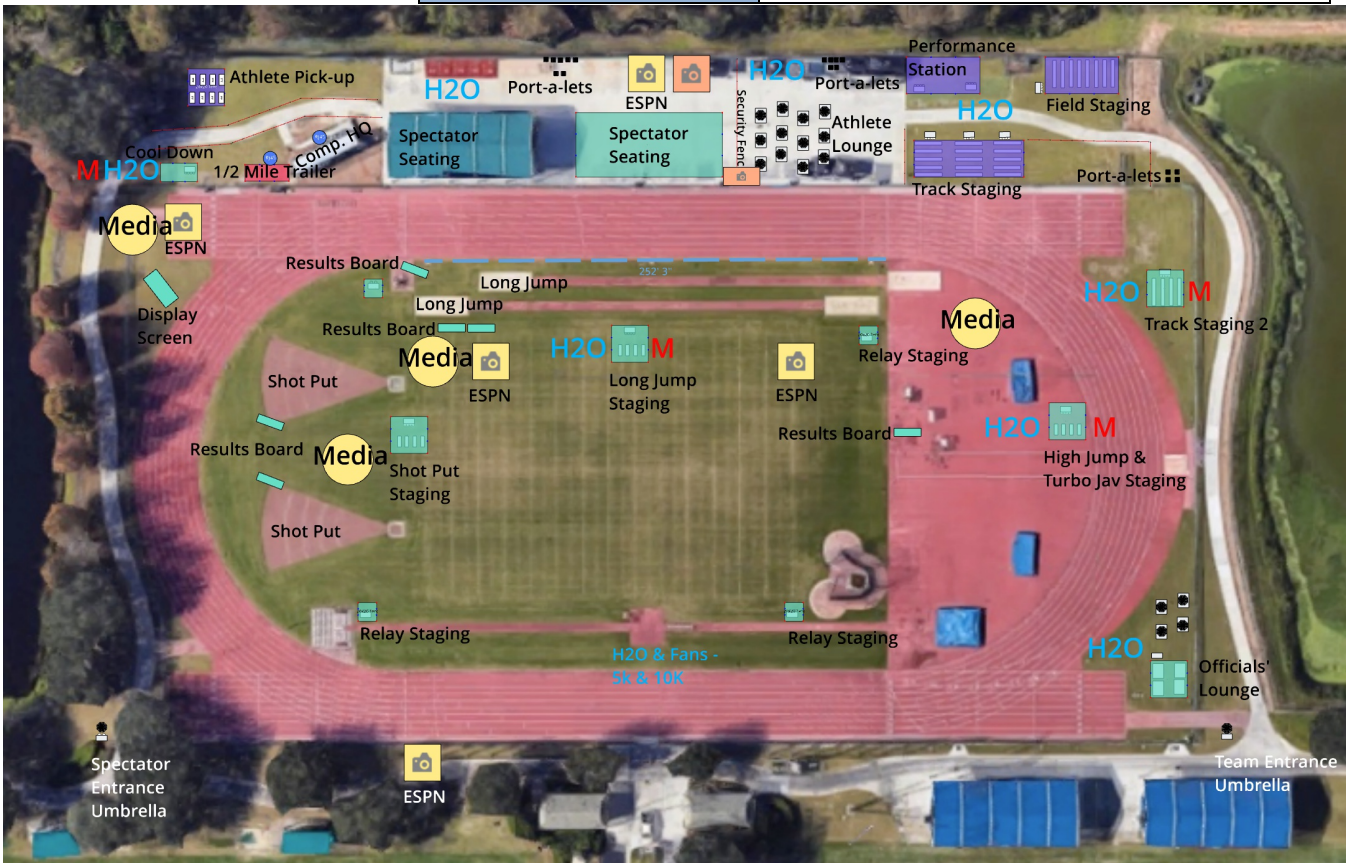 Performance
Station
Athlete Pick-up
H2O
Port-a-lets
ESPN
H2O
Port-a-lets
H2O
Field Staging
Security Fenc
Athlete
Lounge
Spectator
Seating
Spectator
Seating
Comp. HQ
Cool Down
M H2O
1/2 Mile Trailer
Track Staging
Port-a-lets
Media
ESPN
Results Board
252' 3"
Long Jump
Long Jump
Display
Screen
Results Board
H2O M
Track Staging 2
Media
Relay Staging
Media
ESPN
H2O M
Long Jump
Staging
ESPN
Shot Put
Results Board
H2O M
High Jump &
Turbo Jav Staging
Results Board
Media
Shot Put
Staging
Shot Put
Relay Staging
Relay Staging
H2O & Fans -
5k & 10K
H2O
Officials'
Lounge
Spectator
Entrance
Umbrella
ESPN
Team Entrance
Umbrella